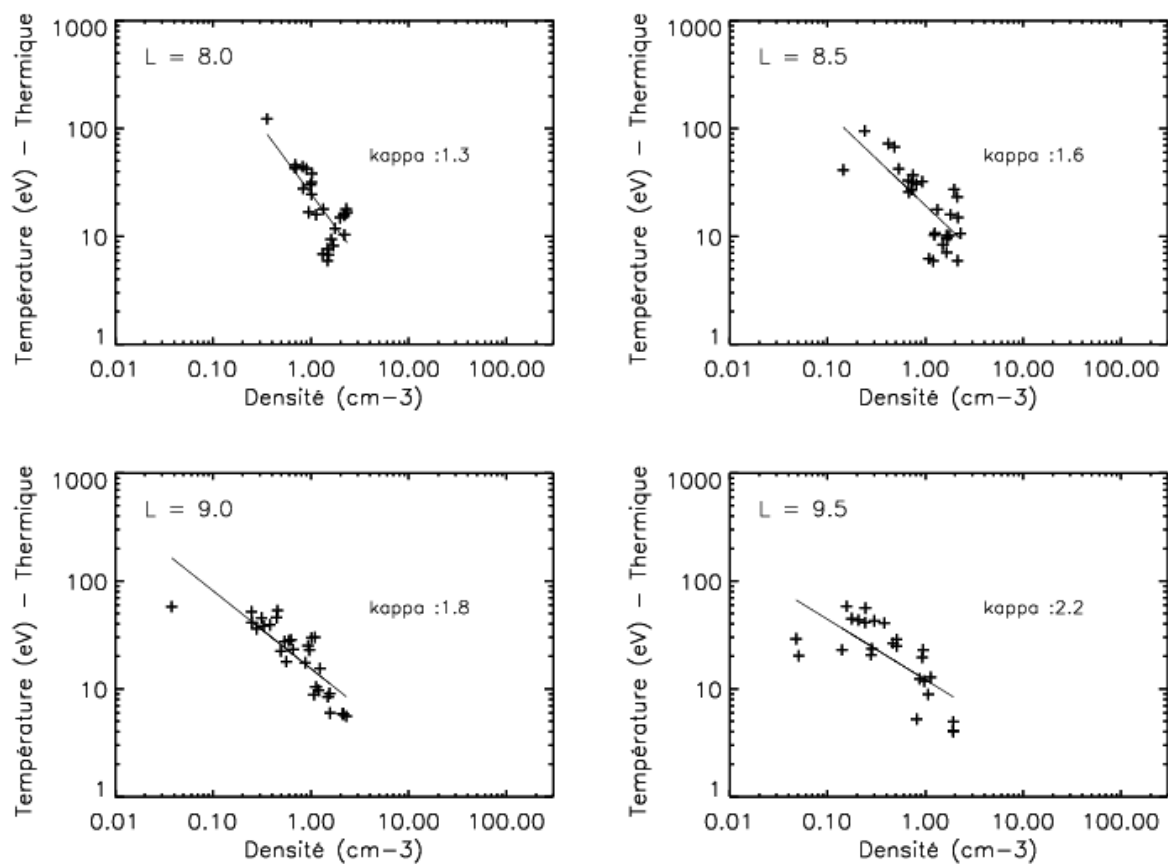 Température (eV) – Thermique
1000
100
10
1
L = 8.0
kappa :1.3
0.01 0.10 1.00 10.00 100.00
Densité (cm–3)
Température (eV) – Thermique
1000
100
10
1
L = 8.5
kappa :1.6
0.01 0.10 1.00 10.00 100.00
Densité (cm–3)
Température (eV) – Thermique
1000
100
10
1
L = 9.0
kappa :1.8
0.01 0.10 1.00 10.00 100.00
Densité (cm–3)
Température (eV) – Thermique
1000
100
10
1
L = 9.5
kappa :2.2
0.01 0.10 1.00 10.00 100.00
Densité (cm–3)